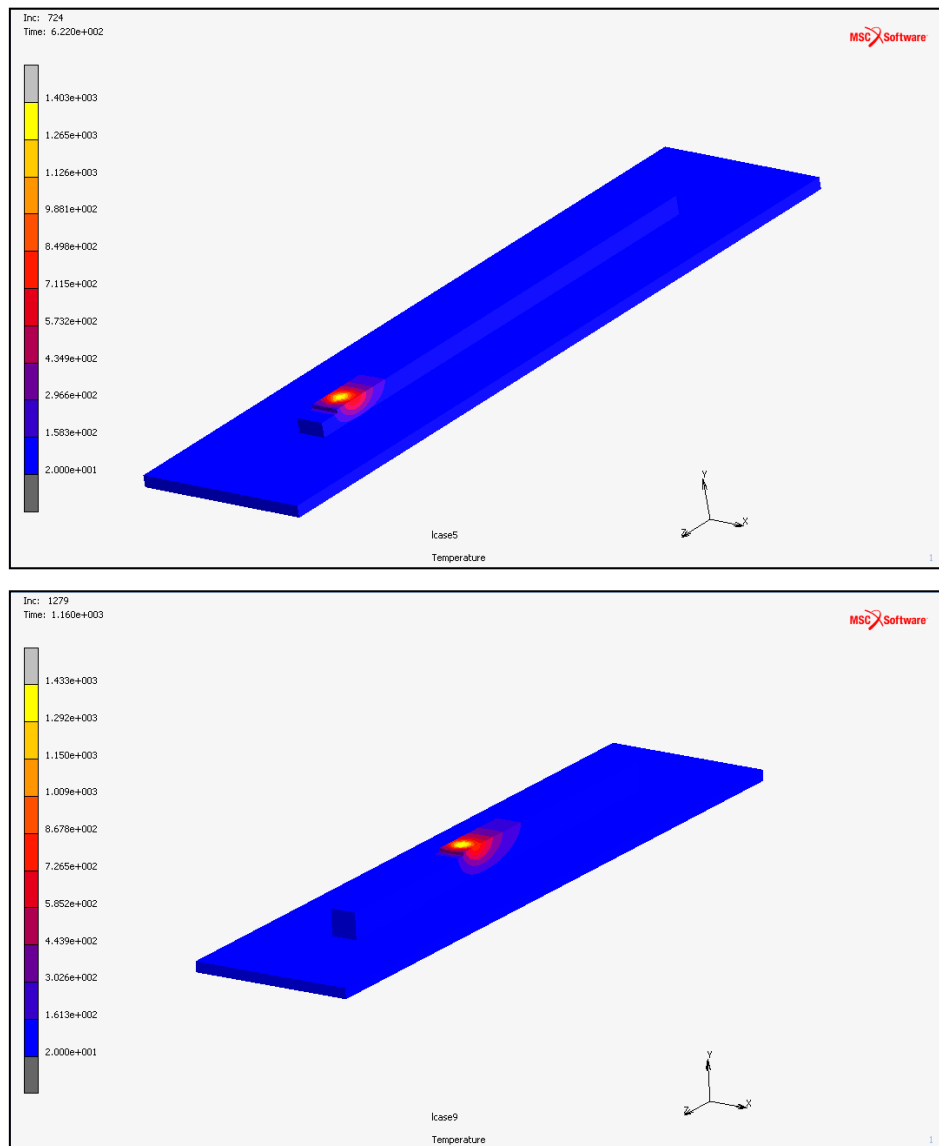 Inc: 724
Time: 6.220e+002
MSC Software
1.403e+003
1.265e+003
1.126e+003
9.881e+002
8.498e+002
7.115e+002
5.732e+002
4.349e+002
2.966e+002
1.583e+002
2.000e+001
Y
X
Z
lcase5
Temperature
1
Inc: 1279
Time: 1.160e+003
MSC Software
1.433e+003
1.292e+003
1.150e+003
1.009e+003
8.678e+002
7.265e+002
5.852e+002
4.439e+002
3.026e+002
1.613e+002
2.000e+001
Y
X
Z
lcase9
Temperature
1